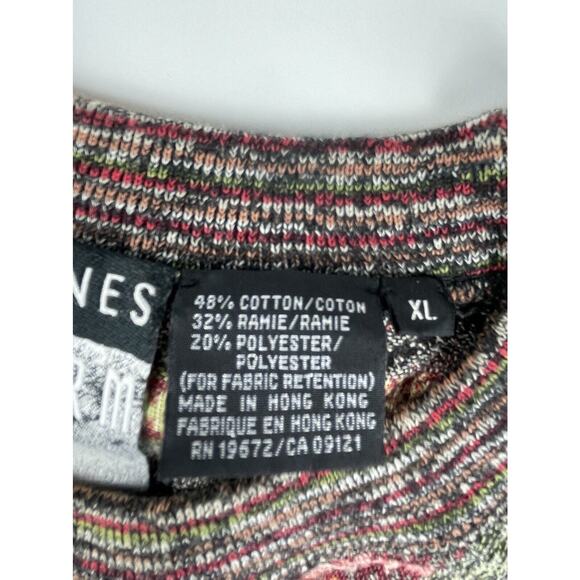 NES
RM
48% COTTON/COTON
32% RAMIE/RAMIE
20% POLYESTER/
POLYESTER
(FOR FABRIC RETENTION)
MADE IN HONG KONG
FABRIQUE EN HONG KONG
RN 19672/CA 09121
XL